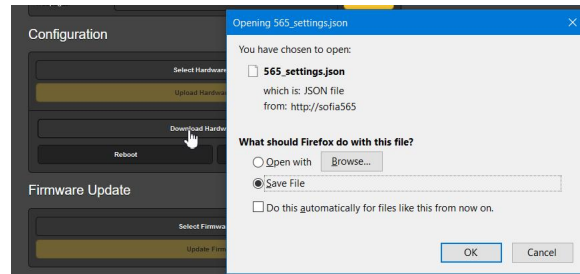 Configuration
Select Hardware
Upload Hardwa
Download Hardw
Reboot
Firmware Update
Select Firmwa
Update Firm
Opening 565_settings.json
You have chosen to open:
565_settings.json
which is: JSON file
from: http://sofia565
What should Firefox do with this file?
Open with Browse...
Save File
Do this automatically for files like this from now on.
OK Cancel